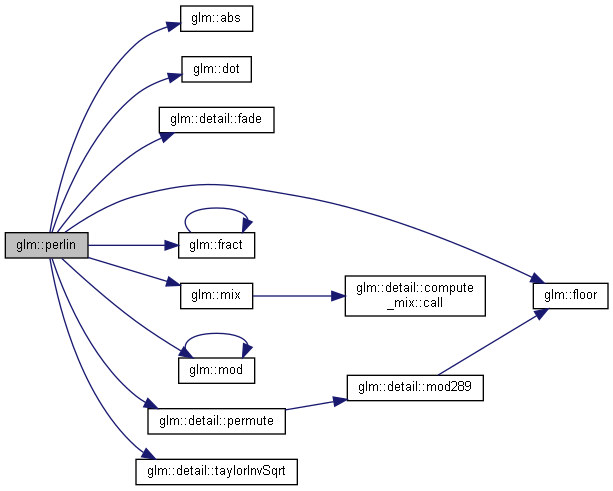 glm::abs
glm::dot
glm::detail::fade
glm::perlin
glm::fract
glm::mix
glm::detail::compute
_mix::call
glm::floor
glm::mod
glm::detail::mod289
glm::detail::permute
glm::detail::taylorInvSqrt